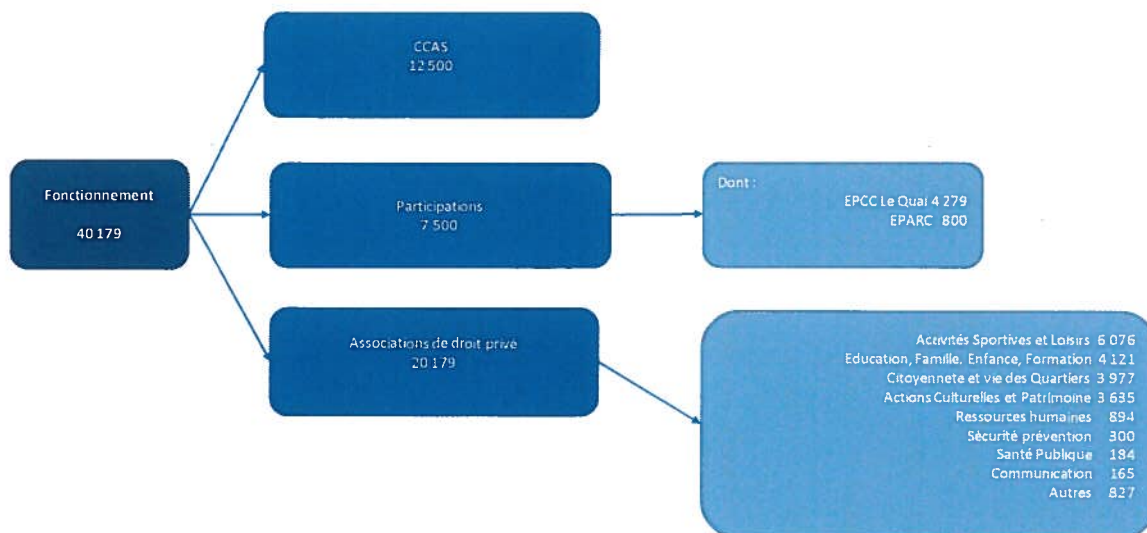 CCAS
12 500
Fonctionnement
40 179
Participations
7 500
Dont :
EPCC Le Quai 4 279
EPARC 800
Associations de droit privé
20 179
Activités Sportives et Loisirs 6 076
Education, Famille, Enfance, Formation 4 121
Citoyennete et vie des Quartiers 3 977
Actions Culturelles et Patrimoine 3 635
Ressources humaines 894
Sécurité prévention 300
Santé Publique 184
Communication 165
Autres 827